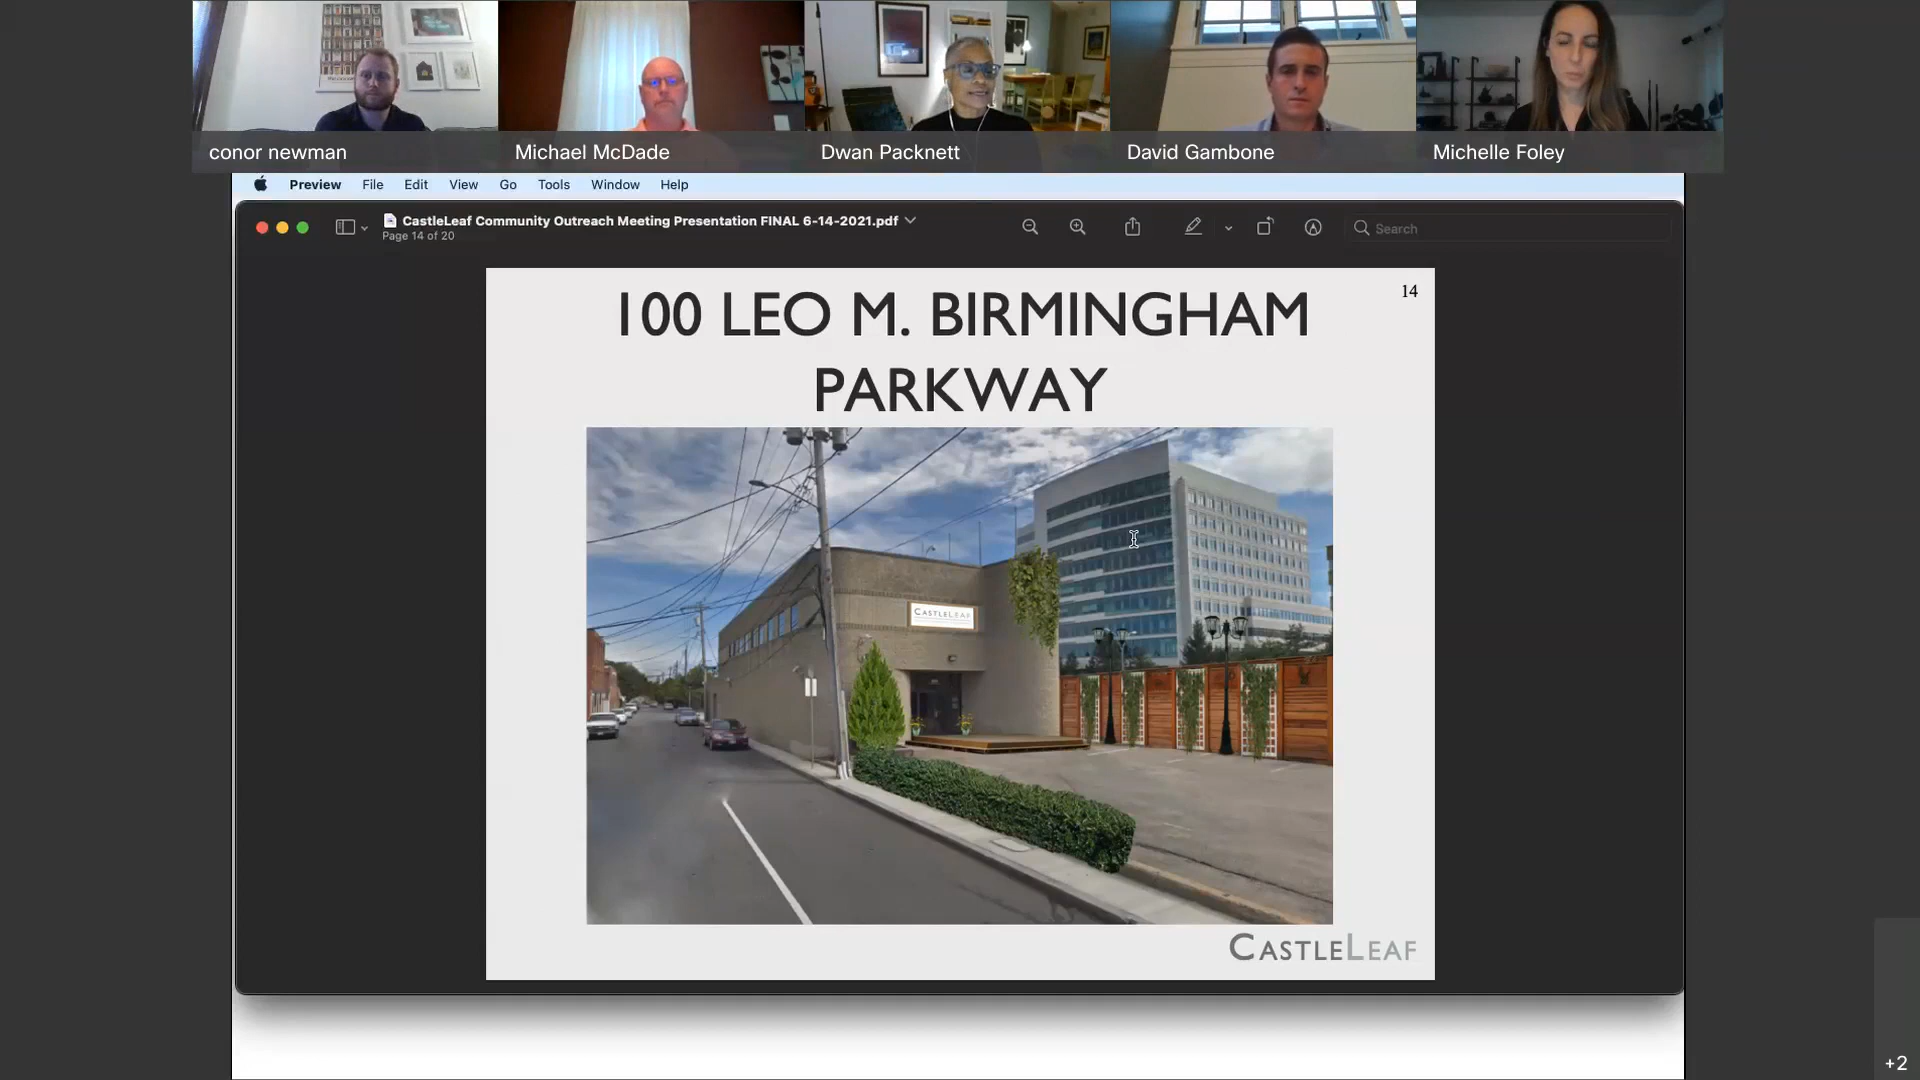 conor newman
Michael McDade
Dwan Packnett
David Gambone
Michelle Foley
Preview File Edit View Go Tools Window Help
CastleLeaf Community Outreach Meeting Presentation FINAL 6-14-2021.pdf
Page 14 of 20
Search
14
100 LEO M. BIRMINGHAM
PARKWAY
CASTLELEAF
CASTLELEAF
+2